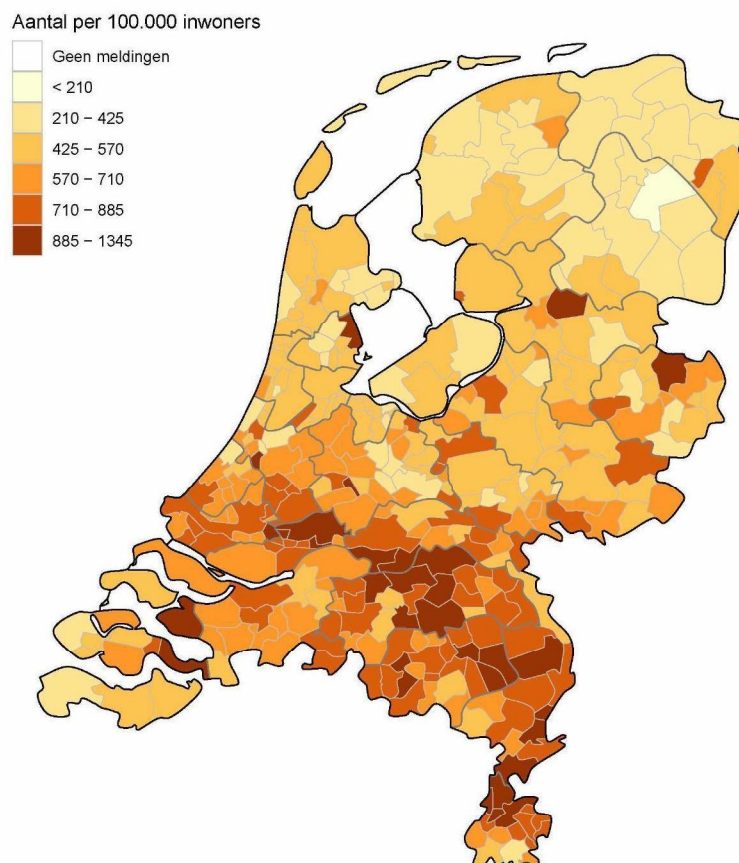 Aantal per 100.000 inwoners
Geen meldingen
< 210
210 – 425
425 – 570
570 – 710
710 – 885
885 – 1345